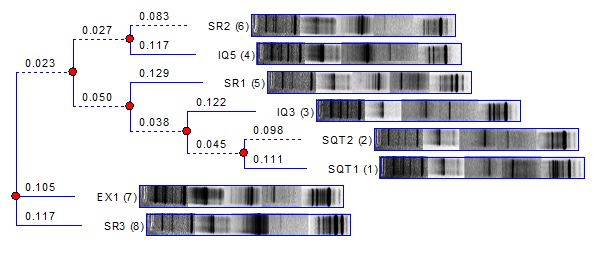 0.083
SR2 (6)
0.027
0.117
IQ5 (4)
0.023
0.129
SR1 (5)
0.050
0.122
IQ3 (3)
0.038
0.098
SQT2 (2)
0.045
0.111
SQT1 (1)
0.105
EX1 (7)
0.117
SR3 (8)